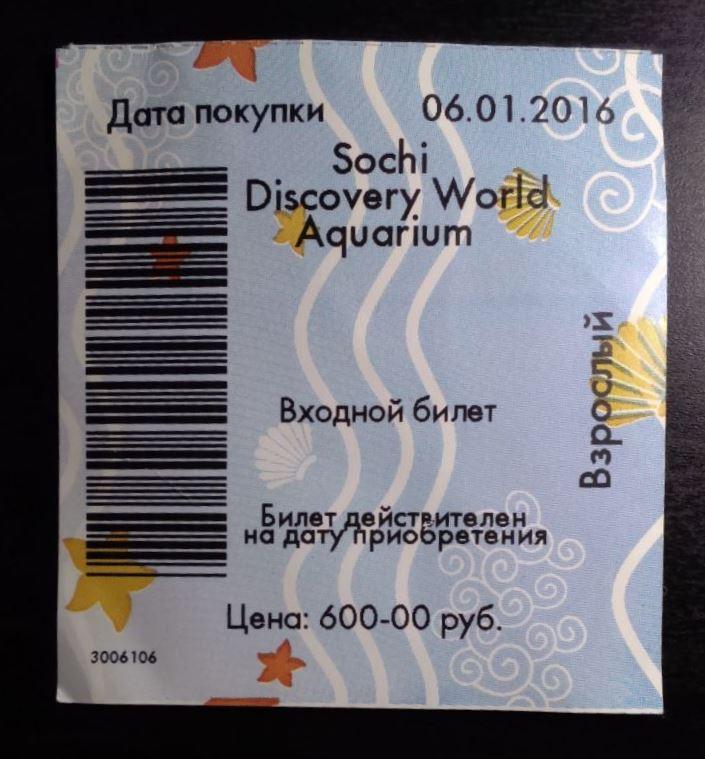 Дата покупки 06.01.2016
Sochi
Discovery World
Aquarium
Взрослый
Входной билет
Билет действителен
на дату приобретения
Цена: 600-00 руб.
3006106